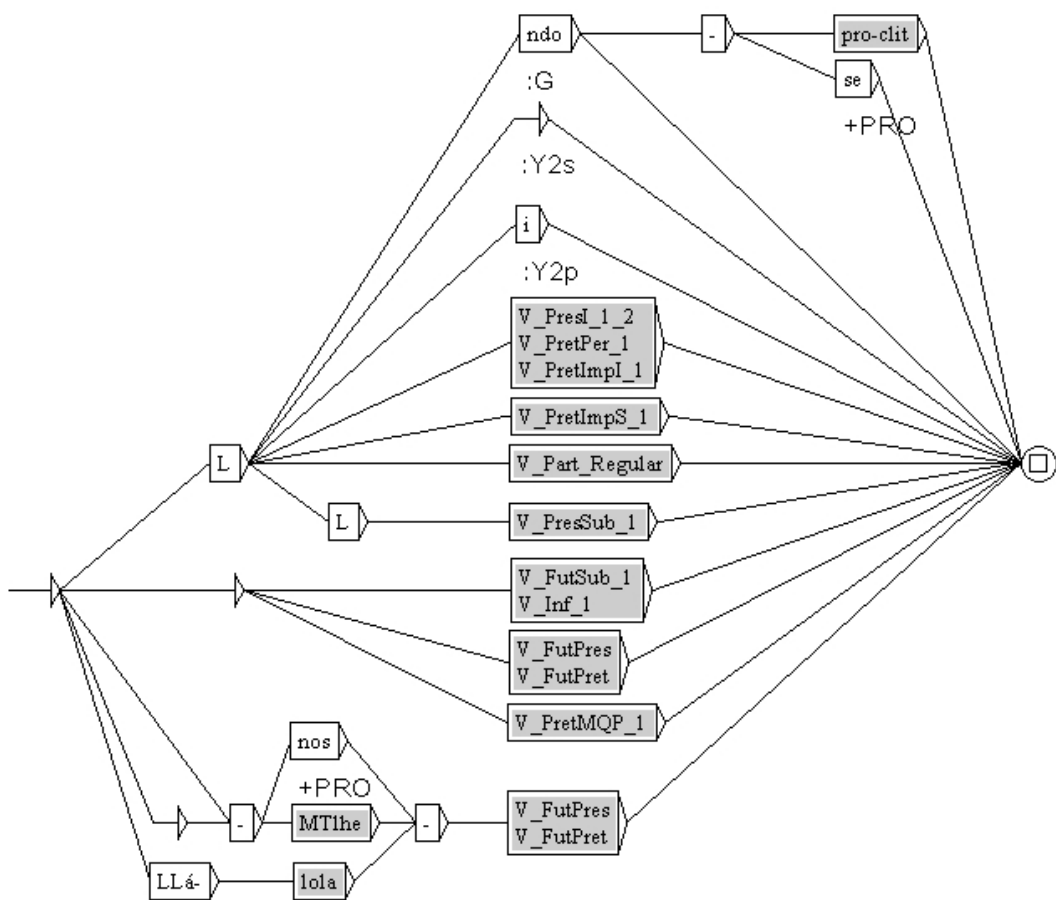 ndo
-
pro-clit
:G
se
+PRO
:Y2s
i
:Y2p
V_PresI_1_2
V_PretPer_1
V_PretImpI_1
V_PretImpS_1
L
V_Part_Regular
L
V_PresSub_1
V_FutSub_1
V_Inf_1
V_FutPres
V_FutPret
V_PretMQP_1
nos
+PRO
-
MTlhe
-
V_FutPres
V_FutPret
LLá-
lola